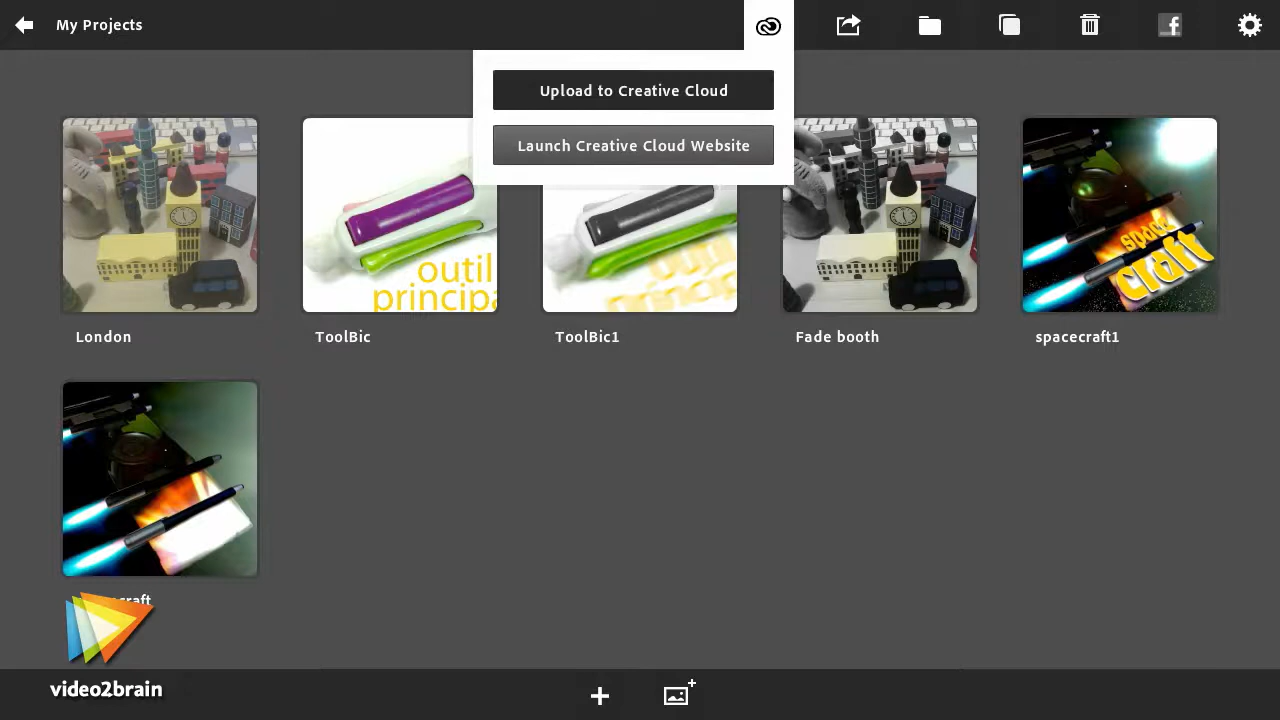 My Projects
Upload to Creative Cloud
Launch Creative Cloud Website
outil
principa
space
craft
London
ToolBic
ToolBic1
Fade booth
spacecraft1
craft
video2brain